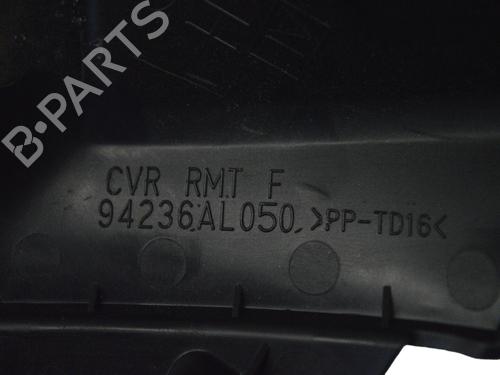 B-PARTS
CVR RMT F
94236AL050 >PP-TD16<